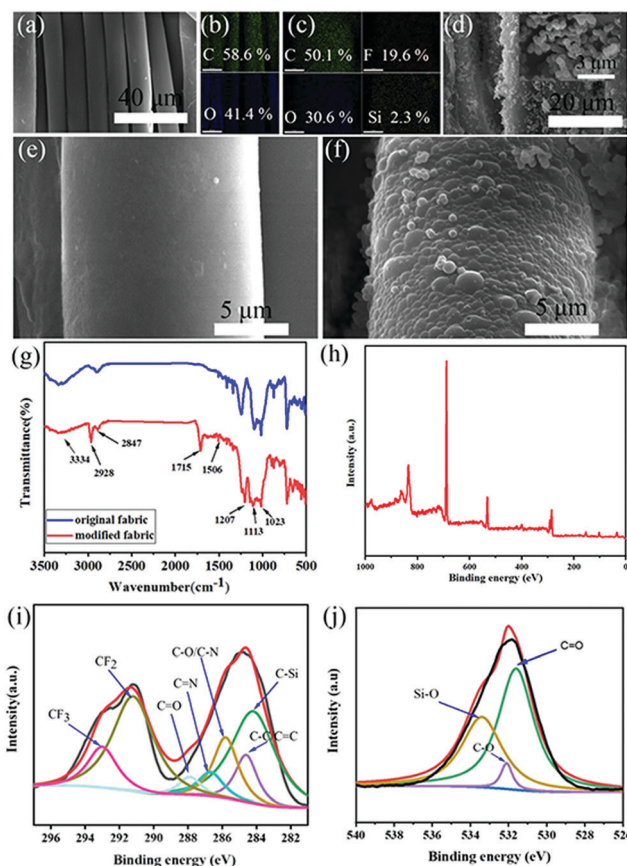 (a)
40 μm
(b)
C 58.6 %
O 41.4 %
(c)
C 50.1 %
F 19.6 %
O 30.6 %
Si 2.3 %
(d)
3 μm
20 μm
(e)
5 μm
(f)
5 μm
(g)
Transmittance(%)
3334
2928
2847
1715
1506
1207
1113
1023
original fabric
modified fabric
3500 3000 2500 2000 1500 1000 500
Wavenumber(cm⁻¹)
(h)
Intensity (a.u.)
1000 800 600 400 200 0
Binding energy (eV)
(i)
Intensity(a.u.)
CF3
CF2
C=O
C=N
C-O/C-N
C-Si
C-C/C=C
296 294 292 290 288 286 284 282
Binding energy (eV)
(j)
Intensity(a.u)
Si-O
C-O
C=O
540 538 536 534 532 530 528 526
Binding energy (eV)